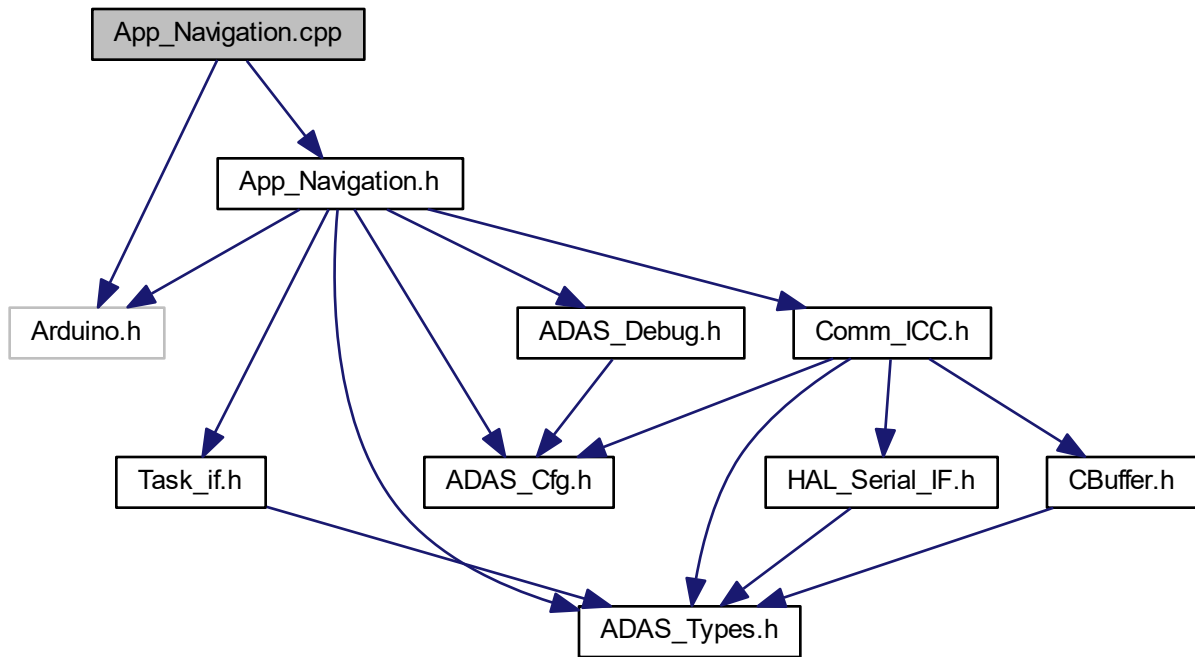 App_Navigation.cpp
App_Navigation.h
Arduino.h
ADAS_Debug.h
Comm_ICC.h
Task_if.h
ADAS_Cfg.h
HAL_Serial_IF.h
CBuffer.h
ADAS_Types.h